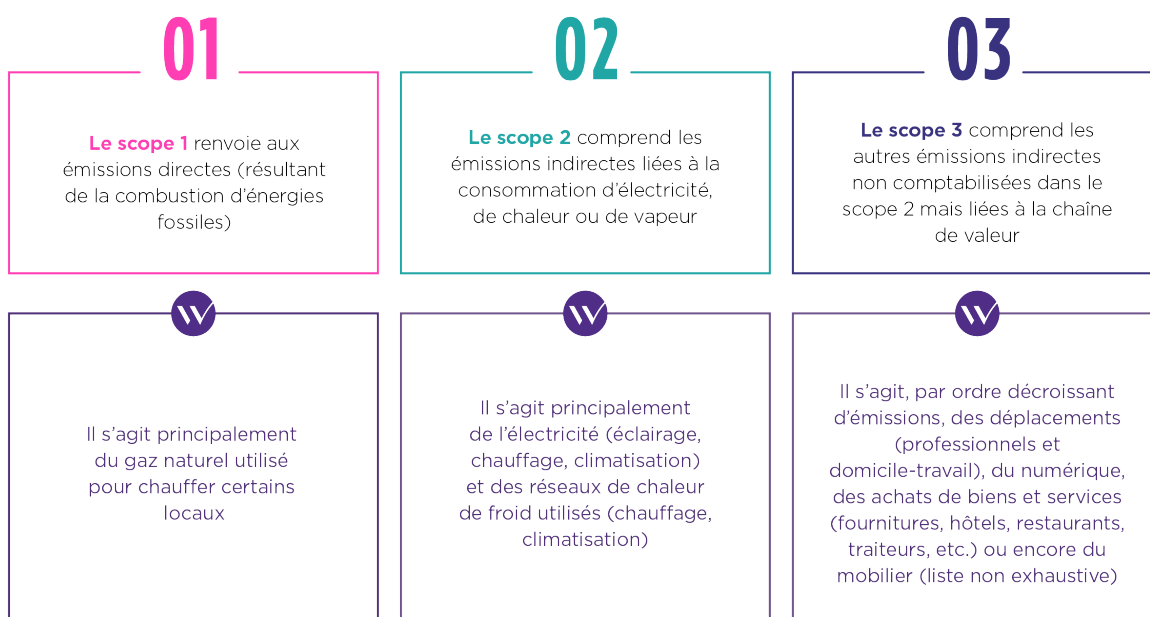 01
Le scope 1 renvoie aux
émissions directes (résultant
de la combustion d’énergies
fossiles)
02
Le scope 2 comprend les
émissions indirectes liées à la
consommation d’électricité,
de chaleur ou de vapeur
03
Le scope 3 comprend les
autres émissions indirectes
non comptabilisées dans le
scope 2 mais liées à la chaîne
de valeur
W
Il s’agit principalement
du gaz naturel utilisé
pour chauffer certains
locaux
W
Il s’agit principalement
de l’électricité (éclairage,
chauffage, climatisation)
et des réseaux de chaleur
de froid utilisés (chauffage,
climatisation)
W
Il s’agit, par ordre décroissant
d’émissions, des déplacements
(professionnels et
domicile-travail), du numérique,
des achats de biens et services
(fournitures, hôtels, restaurants,
traiteurs, etc.) ou encore du
mobilier (liste non exhaustive)